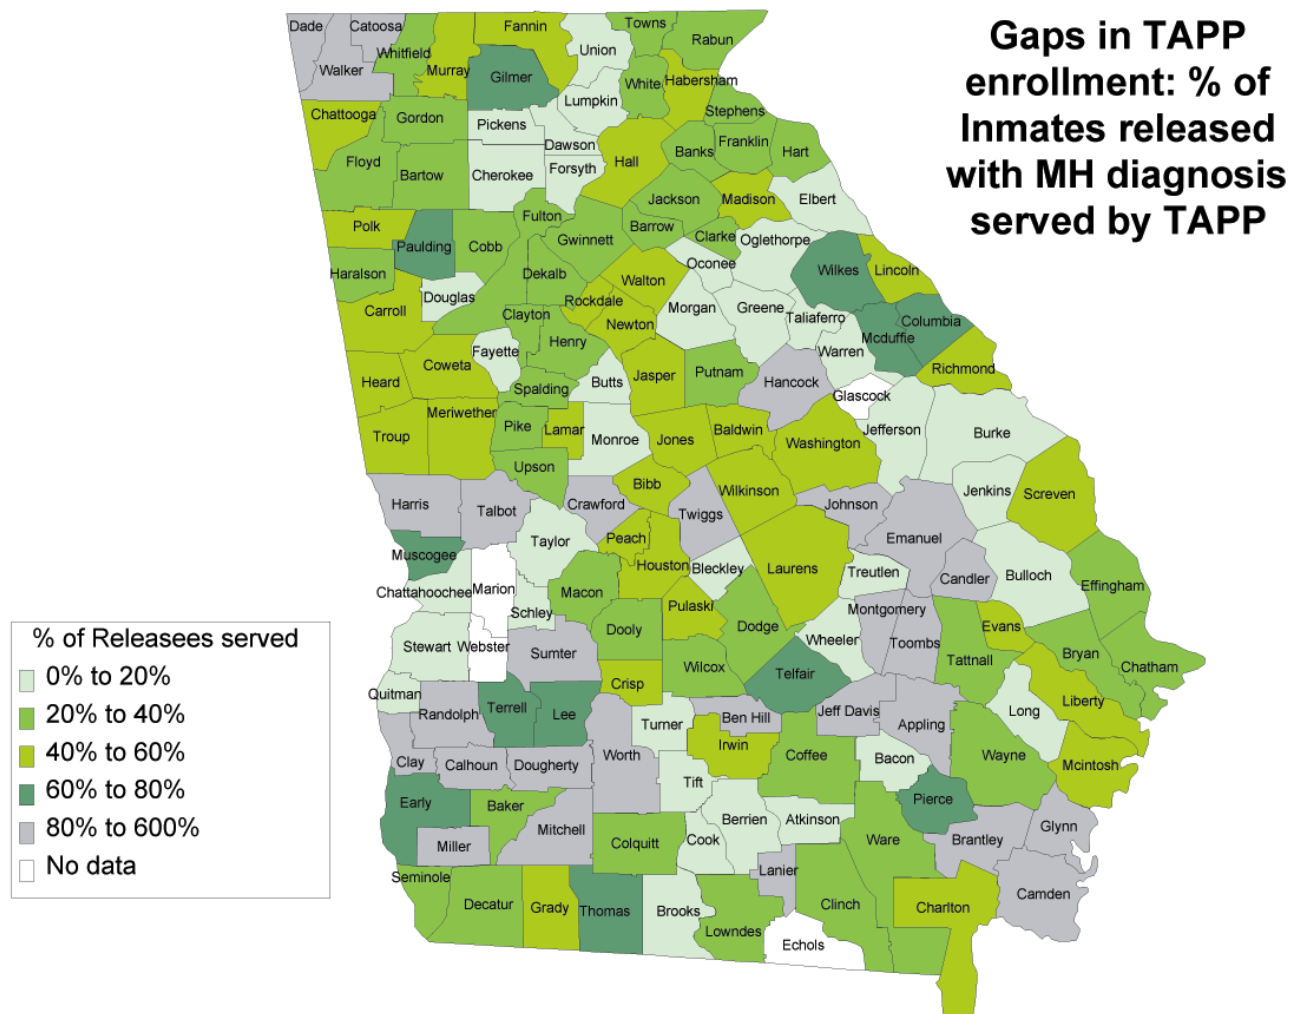 Gaps in TAPP
enrollment: % of
Inmates released
with MH diagnosis
served by TAPP
Dade
Catoosa
Fannin
Towns
Rabun
Union
Whitfield
Walker
Murray
Gilmer
White
Habersham
Lumpkin
Stephens
Chattooga
Gordon
Pickens
Dawson
Franklin
Banks
Hart
Hall
Floyd
Bartow
Cherokee
Forsyth
Jackson
Madison
Elbert
Polk
Fulton
Barrow
Clarke
Oglethorpe
Paulding
Cobb
Gwinnett
Oconee
Haralson
Dekalb
Walton
Wilkes
Lincoln
Douglas
Rockdale
Morgan
Greene
Taliaferro
Carroll
Clayton
Newton
Columbia
Mcduffie
Henry
Fayette
Warren
Coweta
Heard
Spalding
Butts
Jasper
Putnam
Hancock
Richmond
Glascock
Meriwether
Troup
Pike
Lamar
Monroe
Jones
Baldwin
Washington
Jefferson
Burke
Upson
Bibb
Wilkinson
Jenkins
Screven
Harris
Talbot
Crawford
Twiggs
Johnson
Emanuel
Taylor
Peach
Muscogee
Houston
Bleckley
Laurens
Treutlen
Candler
Bulloch
Effingham
Chattahoochee
Marion
Macon
Schley
Pulaski
Montgomery
Dooly
Dodge
Wheeler
Toombs
Evans
Stewart
Webster
Sumter
Wilcox
Tattnall
Bryan
Chatham
Telfair
Quitman
Crisp
Liberty
Randolph
Terrell
Lee
Turner
Ben Hill
Jeff Davis
Appling
Long
Irwin
Clay
Calhoun
Dougherty
Worth
Coffee
Bacon
Wayne
Mcintosh
Tift
Early
Baker
Pierce
Berrien
Atkinson
Mitchell
Miller
Colquitt
Cook
Ware
Brantley
Glynn
Seminole
Lanier
Decatur
Grady
Thomas
Brooks
Lowndes
Clinch
Charlton
Camden
Echols
% of Releasees served
0% to 20%
20% to 40%
40% to 60%
60% to 80%
80% to 600%
No data